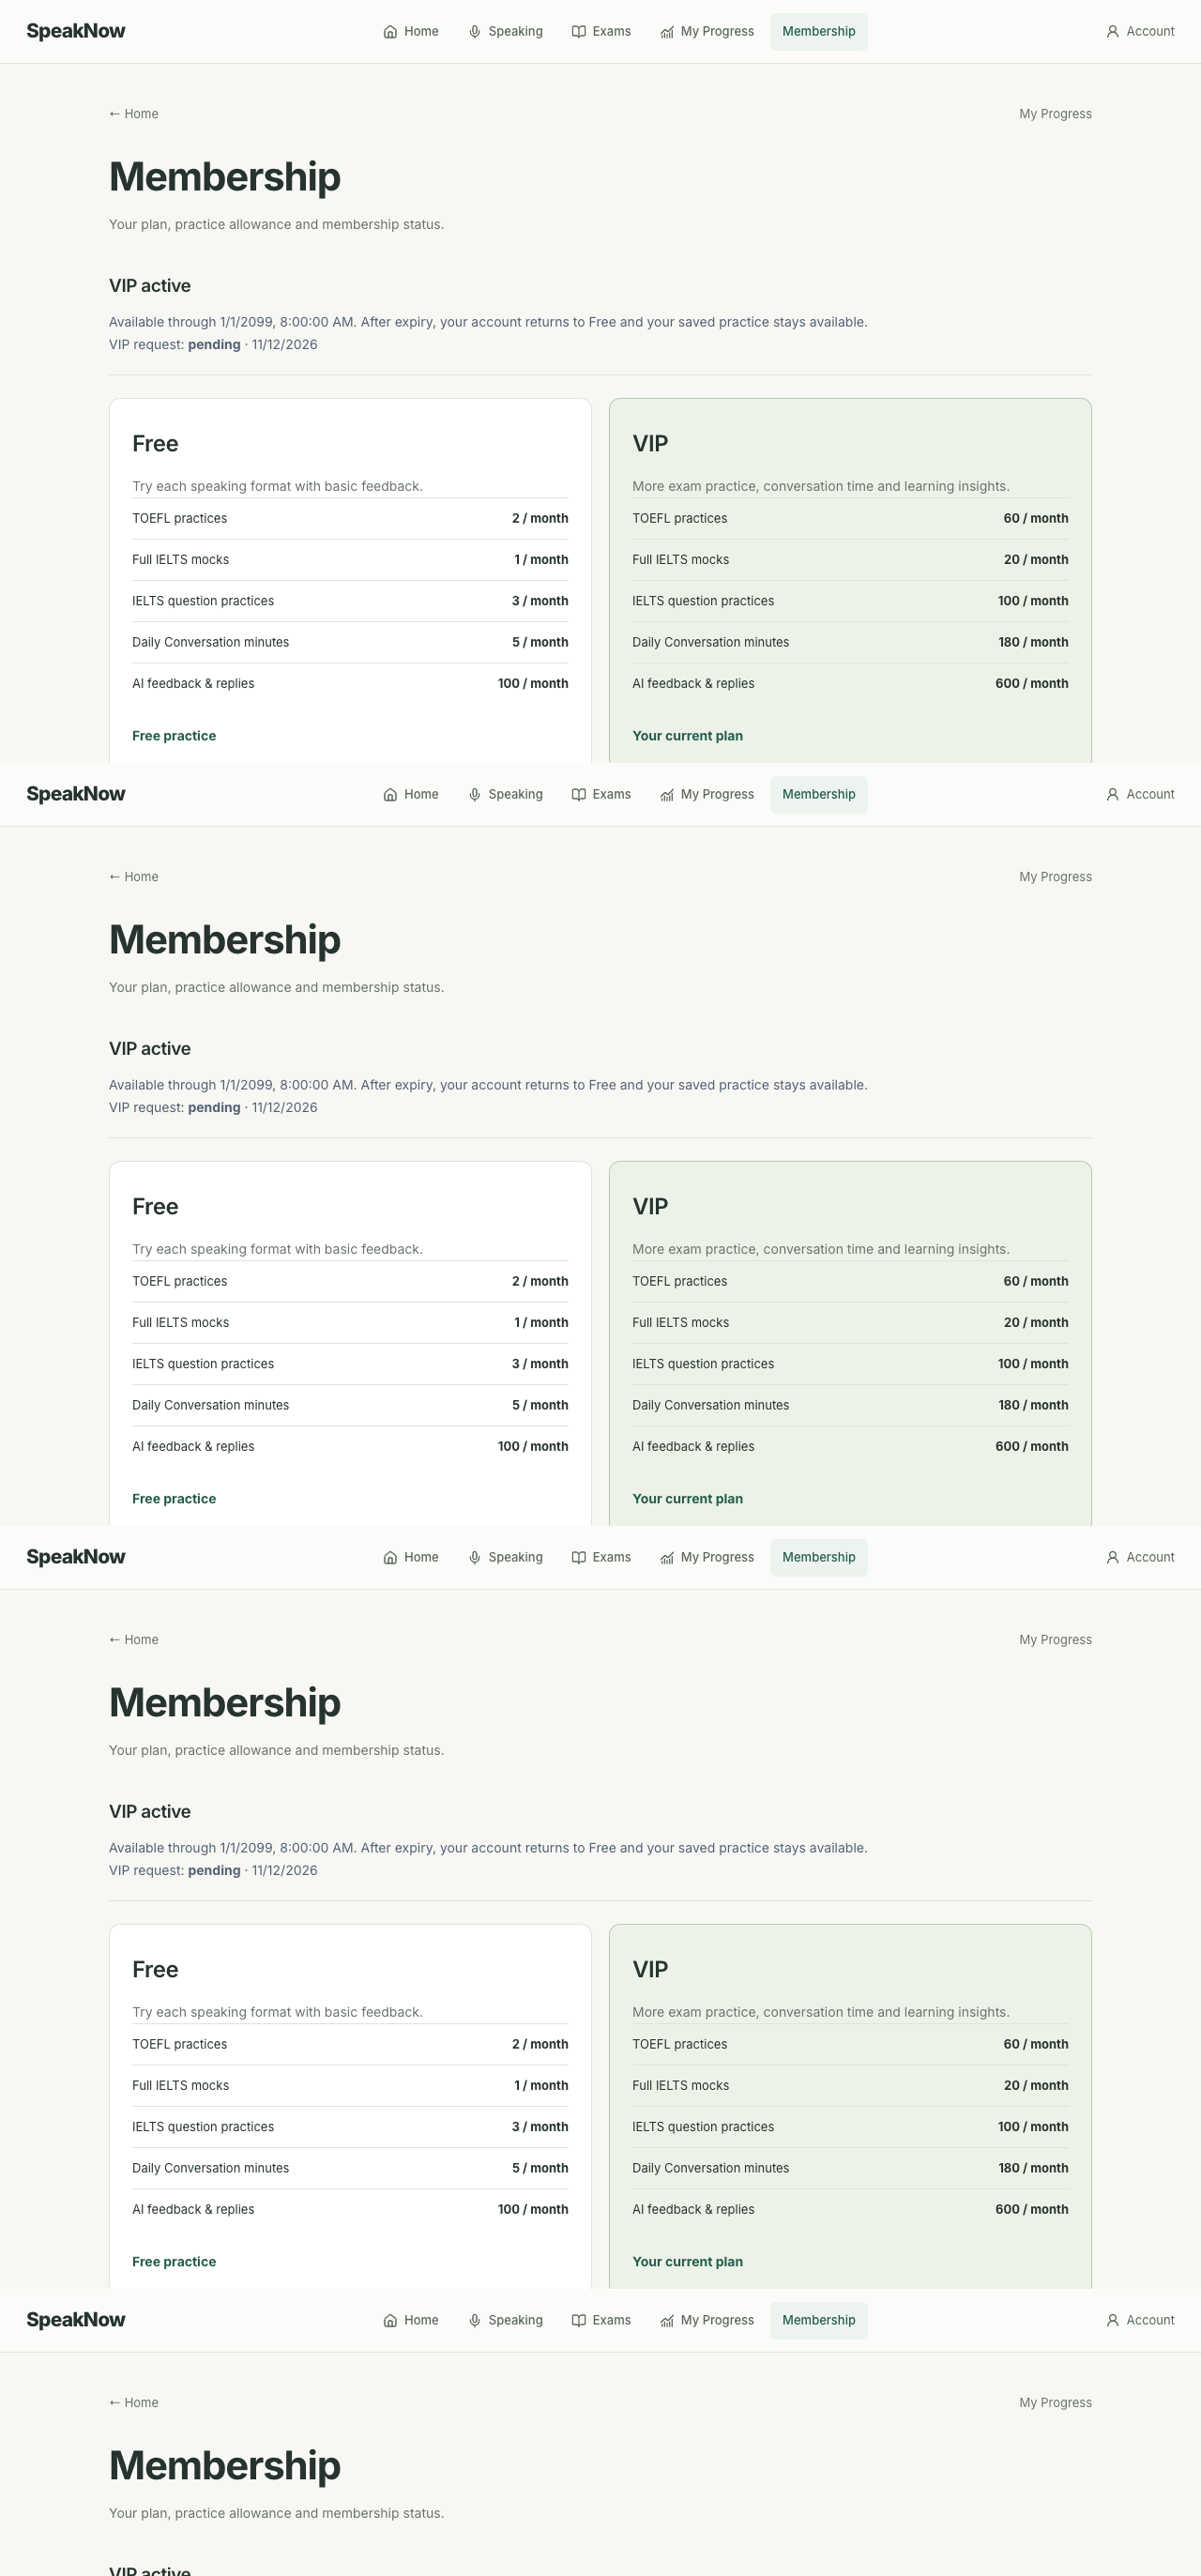 SpeakNow Home Speaking Exams My Progress Membership Account
← Home My Progress
Membership
Your plan, practice allowance and membership status.
VIP active
Available through 1/1/2099, 8:00:00 AM. After expiry, your account returns to Free and your saved practice stays available.
VIP request: pending · 11/12/2026
Free
Try each speaking format with basic feedback.
TOEFL practices 2 / month
Full IELTS mocks 1 / month
IELTS question practices 3 / month
Daily Conversation minutes 5 / month
AI feedback & replies 100 / month
Free practice
VIP
More exam practice, conversation time and learning insights.
TOEFL practices 60 / month
Full IELTS mocks 20 / month
IELTS question practices 100 / month
Daily Conversation minutes 180 / month
AI feedback & replies 600 / month
Your current plan
SpeakNow Home Speaking Exams My Progress Membership Account
← Home My Progress
Membership
Your plan, practice allowance and membership status.
VIP active
Available through 1/1/2099, 8:00:00 AM. After expiry, your account returns to Free and your saved practice stays available.
VIP request: pending · 11/12/2026
Free
Try each speaking format with basic feedback.
TOEFL practices 2 / month
Full IELTS mocks 1 / month
IELTS question practices 3 / month
Daily Conversation minutes 5 / month
AI feedback & replies 100 / month
Free practice
VIP
More exam practice, conversation time and learning insights.
TOEFL practices 60 / month
Full IELTS mocks 20 / month
IELTS question practices 100 / month
Daily Conversation minutes 180 / month
AI feedback & replies 600 / month
Your current plan
SpeakNow Home Speaking Exams My Progress Membership Account
← Home My Progress
Membership
Your plan, practice allowance and membership status.
VIP active
Available through 1/1/2099, 8:00:00 AM. After expiry, your account returns to Free and your saved practice stays available.
VIP request: pending · 11/12/2026
Free
Try each speaking format with basic feedback.
TOEFL practices 2 / month
Full IELTS mocks 1 / month
IELTS question practices 3 / month
Daily Conversation minutes 5 / month
AI feedback & replies 100 / month
Free practice
VIP
More exam practice, conversation time and learning insights.
TOEFL practices 60 / month
Full IELTS mocks 20 / month
IELTS question practices 100 / month
Daily Conversation minutes 180 / month
AI feedback & replies 600 / month
Your current plan
SpeakNow Home Speaking Exams My Progress Membership Account
← Home My Progress
Membership
Your plan, practice allowance and membership status.
VIP active